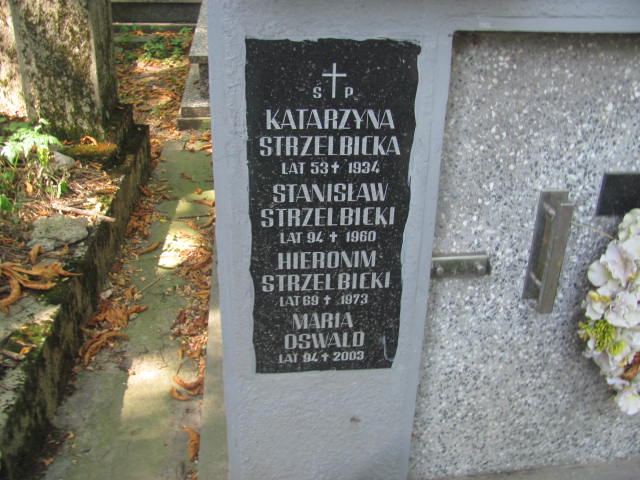 Ś P
KATARZYNA
STRZELBICKA
LAT 53 ✝ 1934
STANISŁAW
STRZELBICKI
LAT 94 ✝ 1960
HIERONIM
STRZELBICKI
LAT 69 ✝ 1973
MARIA
OSWALD
LAT 94 ✝ 2003